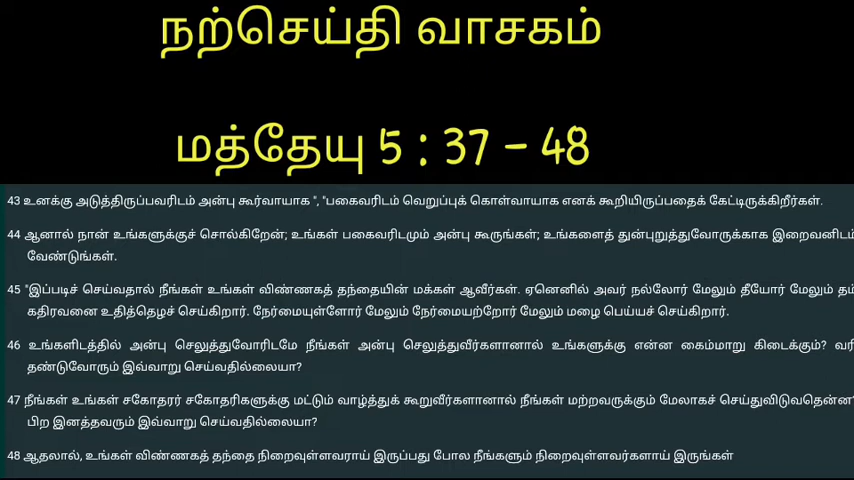 நற்செய்தி வாசகம்
மத்தேயு 5 : 37 - 48
43 உனக்கு அடுத்திருப்பவரிடம் அன்பு கூர்வாயாக ", "பகைவரிடம் வெறுப்புக் கொள்வாயாக எனக் கூறியிருப்பதைக் கேட்டிருக்கிறீர்கள்.
44 ஆனால் நான் உங்களுக்குச் சொல்கிறேன்; உங்கள் பகைவரிடமும் அன்பு கூருங்கள்; உங்களைத் துன்புறுத்துவோருக்காக இறைவனிடம்
வேண்டுங்கள்.
45 "இப்படிச் செய்வதால் நீங்கள் உங்கள் விண்ணகத் தந்தையின் மக்கள் ஆவீர்கள். ஏனெனில் அவர் நல்லோர் மேலும் தீயோர் மேலும் தம்
கதிரவனை உதித்தெழச் செய்கிறார். நேர்மையுள்ளோர் மேலும் நேர்மையற்றோர் மேலும் மழை பெய்யச் செய்கிறார்.
46 உங்களிடத்தில் அன்பு செலுத்துவோரிடமே நீங்கள் அன்பு செலுத்துவீர்களானால் உங்களுக்கு என்ன கைம்மாறு கிடைக்கும்? வரி
தண்டுவோரும் இவ்வாறு செய்வதில்லையா?
47 நீங்கள் உங்கள் சகோதரர் சகோதரிகளுக்கு மட்டும் வாழ்த்துக் கூறுவீர்களானால் நீங்கள் மற்றவருக்கும் மேலாகச் செய்துவிடுவதென்ன?
பிற இனத்தவரும் இவ்வாறு செய்வதில்லையா?
48 ஆதலால், உங்கள் விண்ணகத் தந்தை நிறைவுள்ளவராய் இருப்பது போல நீங்களும் நிறைவுள்ளவர்களாய் இருங்கள்